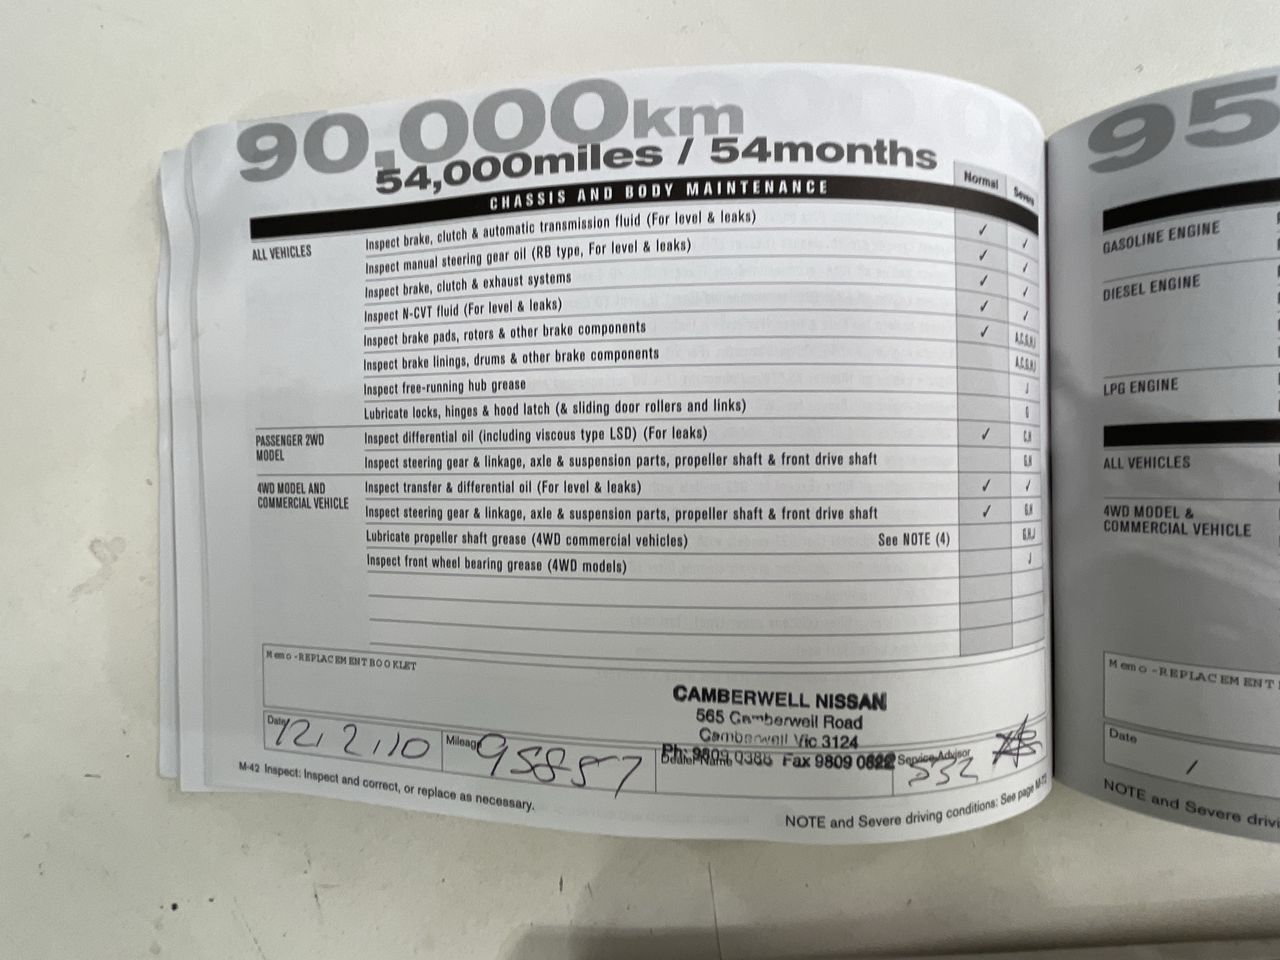 90,000km
54,000miles / 54months
CHASSIS AND BODY MAINTENANCE Normal Severe
ALL VEHICLES Inspect brake, clutch & automatic transmission fluid (For level & leaks) ✓ ✓
Inspect manual steering gear oil (RB type, For level & leaks) ✓ ✓
Inspect brake, clutch & exhaust systems ✓ ✓
Inspect N-CVT fluid (For level & leaks) ✓ ✓
Inspect brake pads, rotors & other brake components ✓ A,C,G,H,J
Inspect brake linings, drums & other brake components A,C,G,H,J
Inspect free-running hub grease J
Lubricate locks, hinges & hood latch (& sliding door rollers and links) G
PASSENGER 2WD MODEL Inspect differential oil (including viscous type LSD) (For leaks) ✓ C,H
Inspect steering gear & linkage, axle & suspension parts, propeller shaft & front drive shaft G,H
4WD MODEL AND COMMERCIAL VEHICLE Inspect transfer & differential oil (For level & leaks) ✓ ✓
Inspect steering gear & linkage, axle & suspension parts, propeller shaft & front drive shaft ✓ G,H
Lubricate propeller shaft grease (4WD commercial vehicles) See NOTE (4) G,H,J
Inspect front wheel bearing grease (4WD models) J
Memo -REPLACEMENT BOOKLET
CAMBERWELL NISSAN
565 Camberwell Road
Camberwell Vic 3124
Ph: 9809 0388 Fax 9809 0822
Date 12/2/10 Mileage 95857 Dealer Name Service Advisor 552
M-42 Inspect: Inspect and correct, or replace as necessary.
NOTE and Severe driving conditions: See page
95
GASOLINE ENGINE
DIESEL ENGINE
LPG ENGINE
ALL VEHICLES
4WD MODEL &
COMMERCIAL VEHICLE
Memo -REPLACEMENT
Date
/
NOTE and Severe